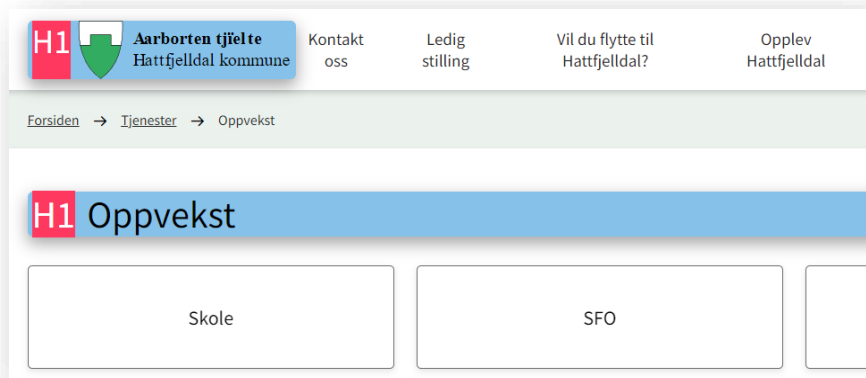 H1
Aarborten tjïelte
Hattfjelldal kommune
Kontakt
oss
Ledig
stilling
Vil du flytte til
Hattfjelldal?
Opplev
Hattfjelldal
Forsiden → Tjenester → Oppvekst
H1 Oppvekst
Skole
SFO